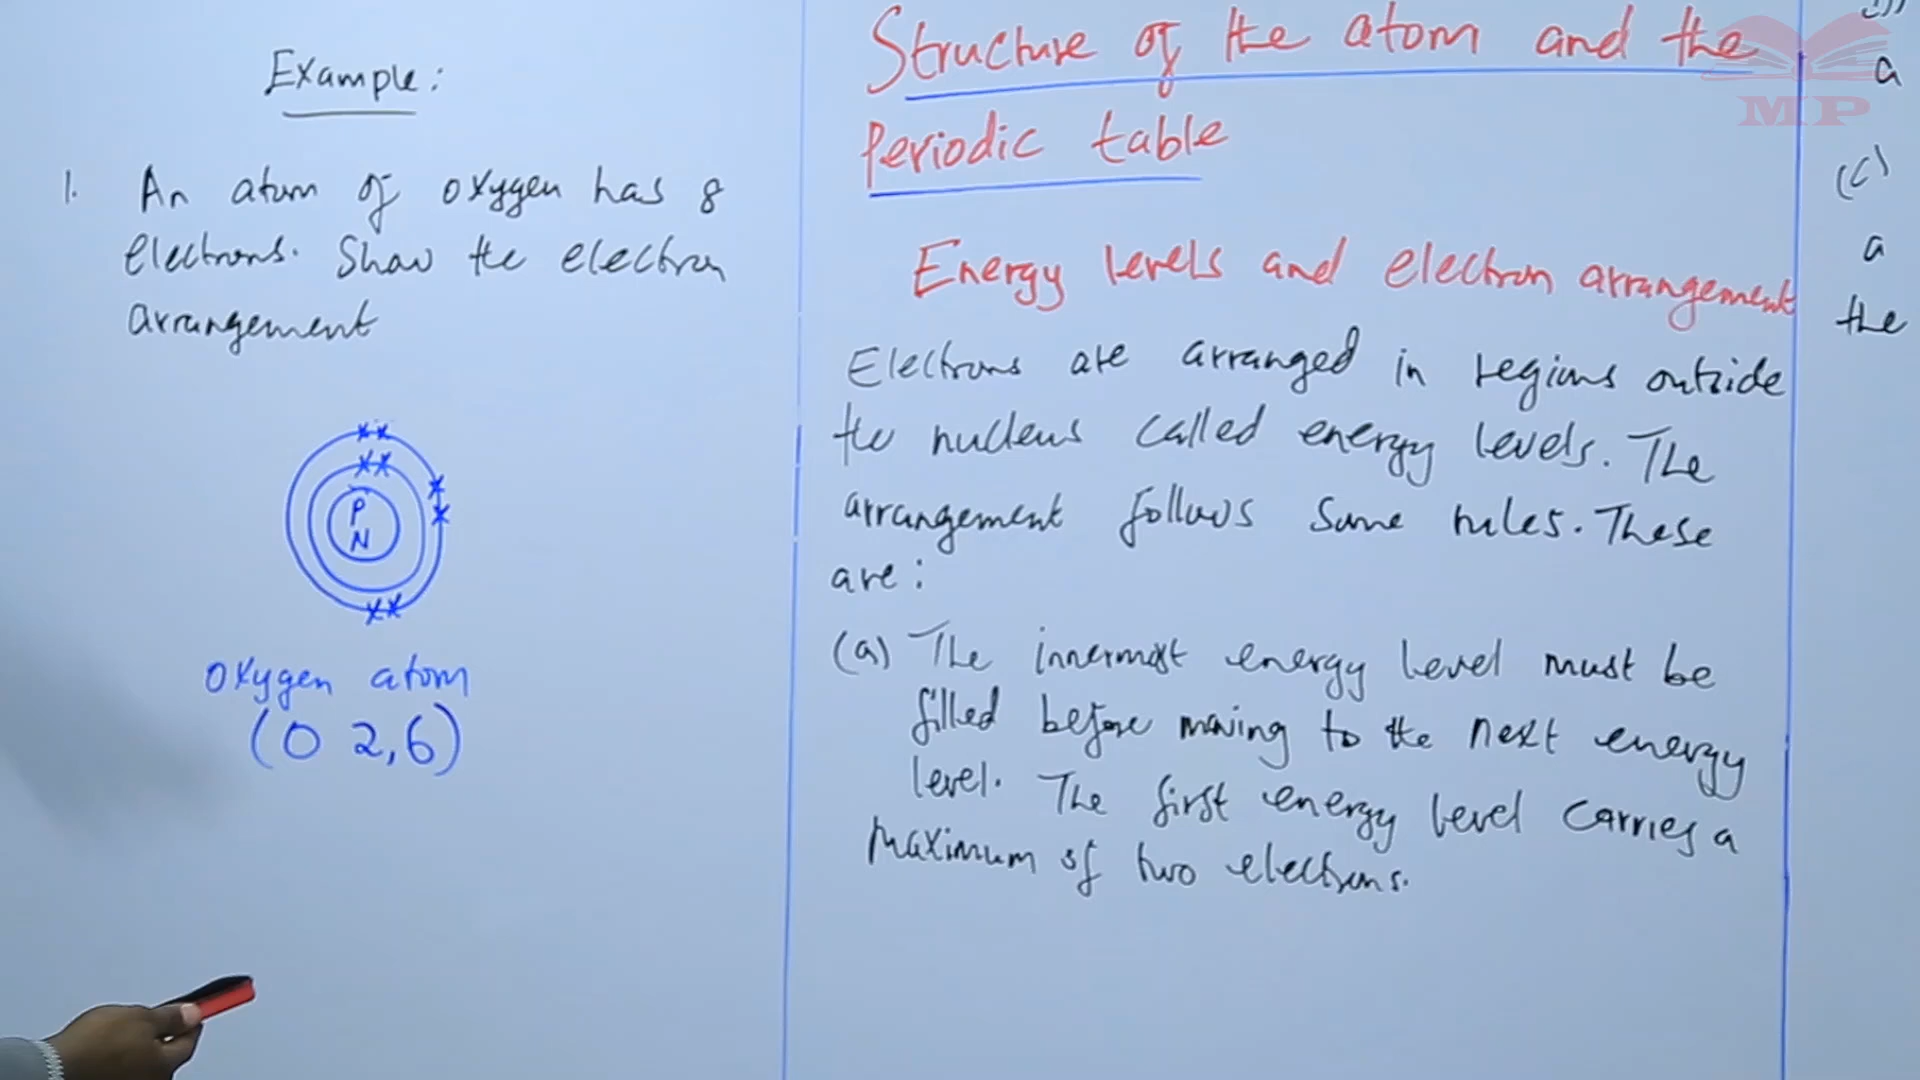 Example:
1. An atom of oxygen has 8
electrons. Show the electron
arrangement
P
N
oxygen atom
(O 2,6)
Structure of the atom and the
Periodic table
Energy levels and electron arrangement
Electrons are arranged in regions outside
the nucleus called energy levels. The
arrangement follows some rules. These
are:
(a) The innermost energy level must be
filled before moving to the next energy
level. The first energy level carries a
maximum of two electrons.
a
(c)
a
the
MP